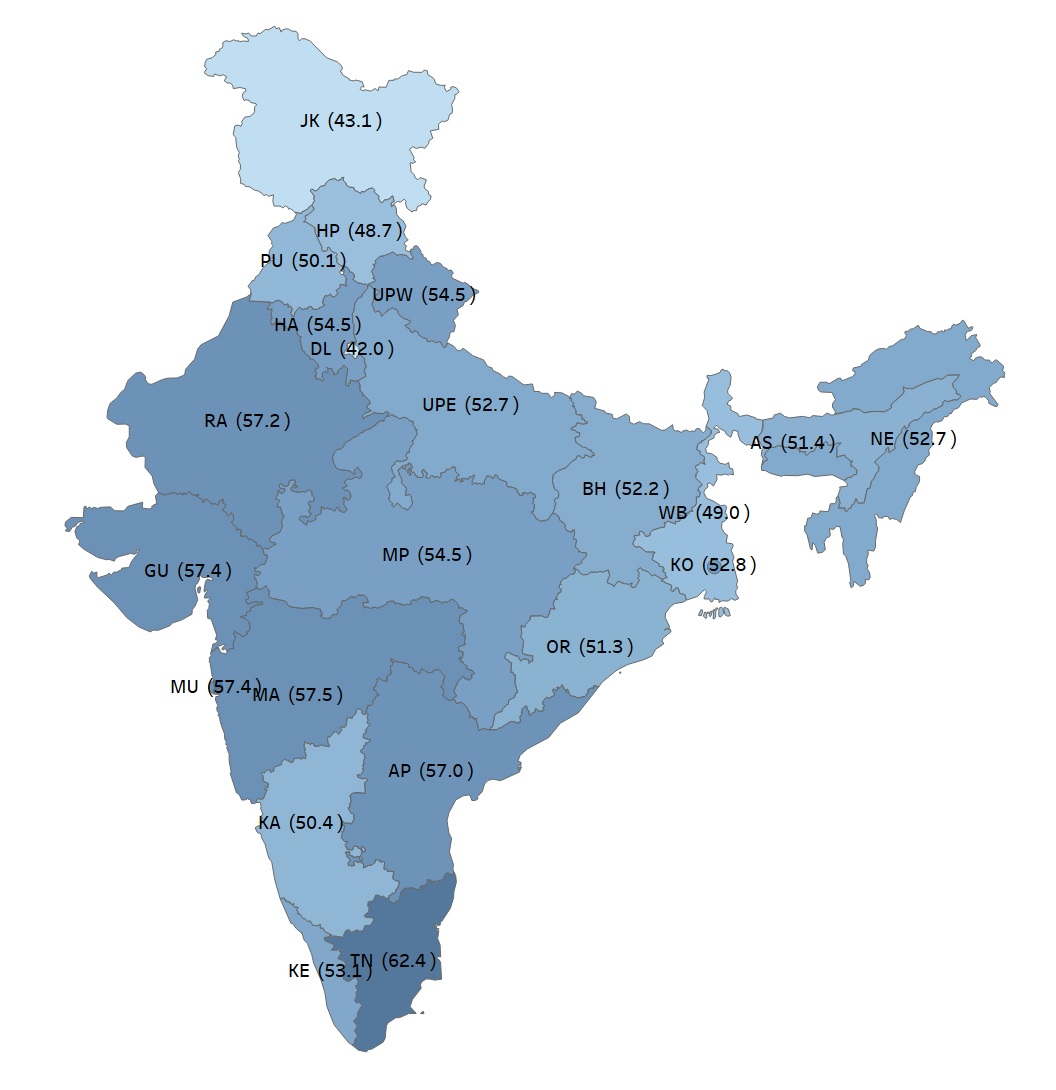 JK (43.1)
HP (48.7)
PU (50.1)
UPW (54.5)
HA (54.5)
DL (42.0)
UPE (52.7)
RA (57.2)
NE (52.7)
AS (51.4)
BH (52.2)
WB (49.0)
MP (54.5)
KO (52.8)
GU (57.4)
OR (51.3)
MU (57.4)
MA (57.5)
AP (57.0)
KA (50.4)
TN (62.4)
KE (53.1)